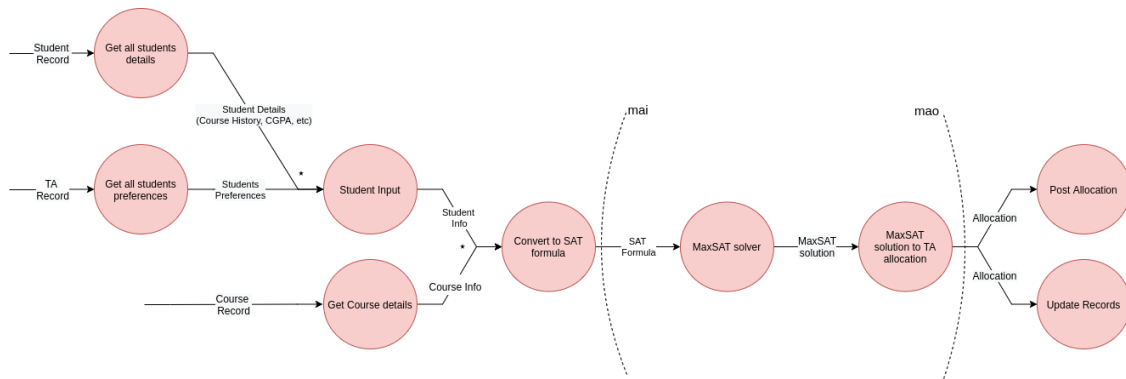 Student
Record
Get all students
details
Student Details
(Course History, CGPA, etc)
TA
Record
Get all students
preferences
Students
Preferences
*
Student Input
Student
Info
*
Course Info
Course
Record
Get Course details
Convert to SAT
formula
SAT
Formula
mai
MaxSAT solver
MaxSAT
solution
MaxSAT
solution to TA
allocation
mao
Allocation
Post Allocation
Allocation
Update Records